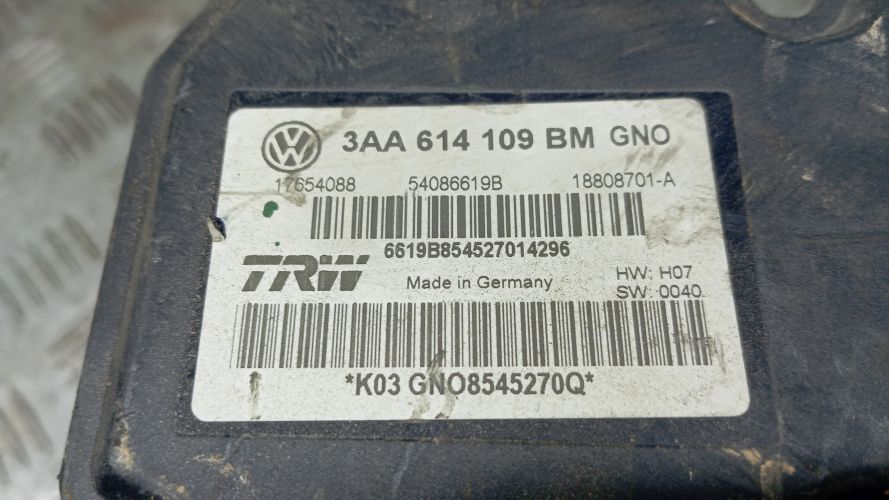 3AA 614 109 BM GNO
17654088 54086619B 18808701-A
6619B854527014296
TRW Made in Germany HW: H07
SW: 0040
*K03 GNO8545270Q*